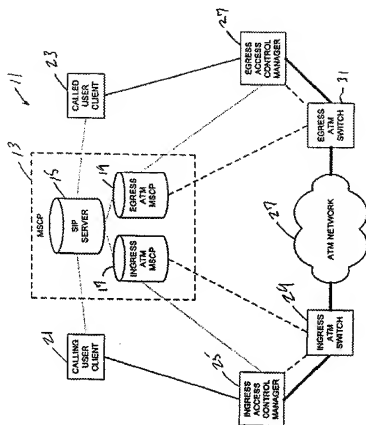 11
13
MSCP
15
SIP
SERVER
21
CALLING
USER
CLIENT
23
CALLED
USER
CLIENT
17
INGRESS
ATM
MSCP
19
EGRESS
ATM
MSCP
25
INGRESS
ACCESS
CONTROL
MANAGER
27
EGRESS
ACCESS
CONTROL
MANAGER
29
INGRESS
ATM
SWITCH
27
ATM NETWORK
31
EGRESS
ATM
SWITCH